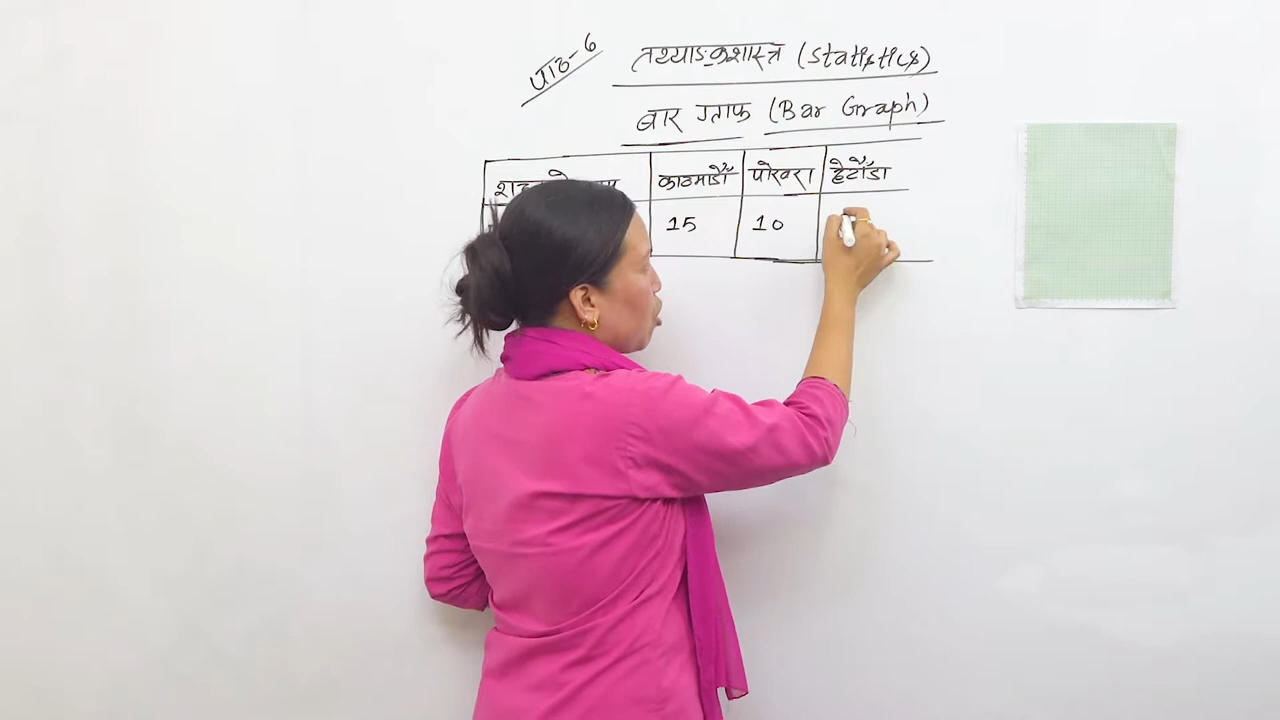 पाठ-6
तथ्याङ्कशास्त्र (Statistics)
बार ग्राफ (Bar Graph)
काठमाडौँ पोखरा हेटौँडा
15 10